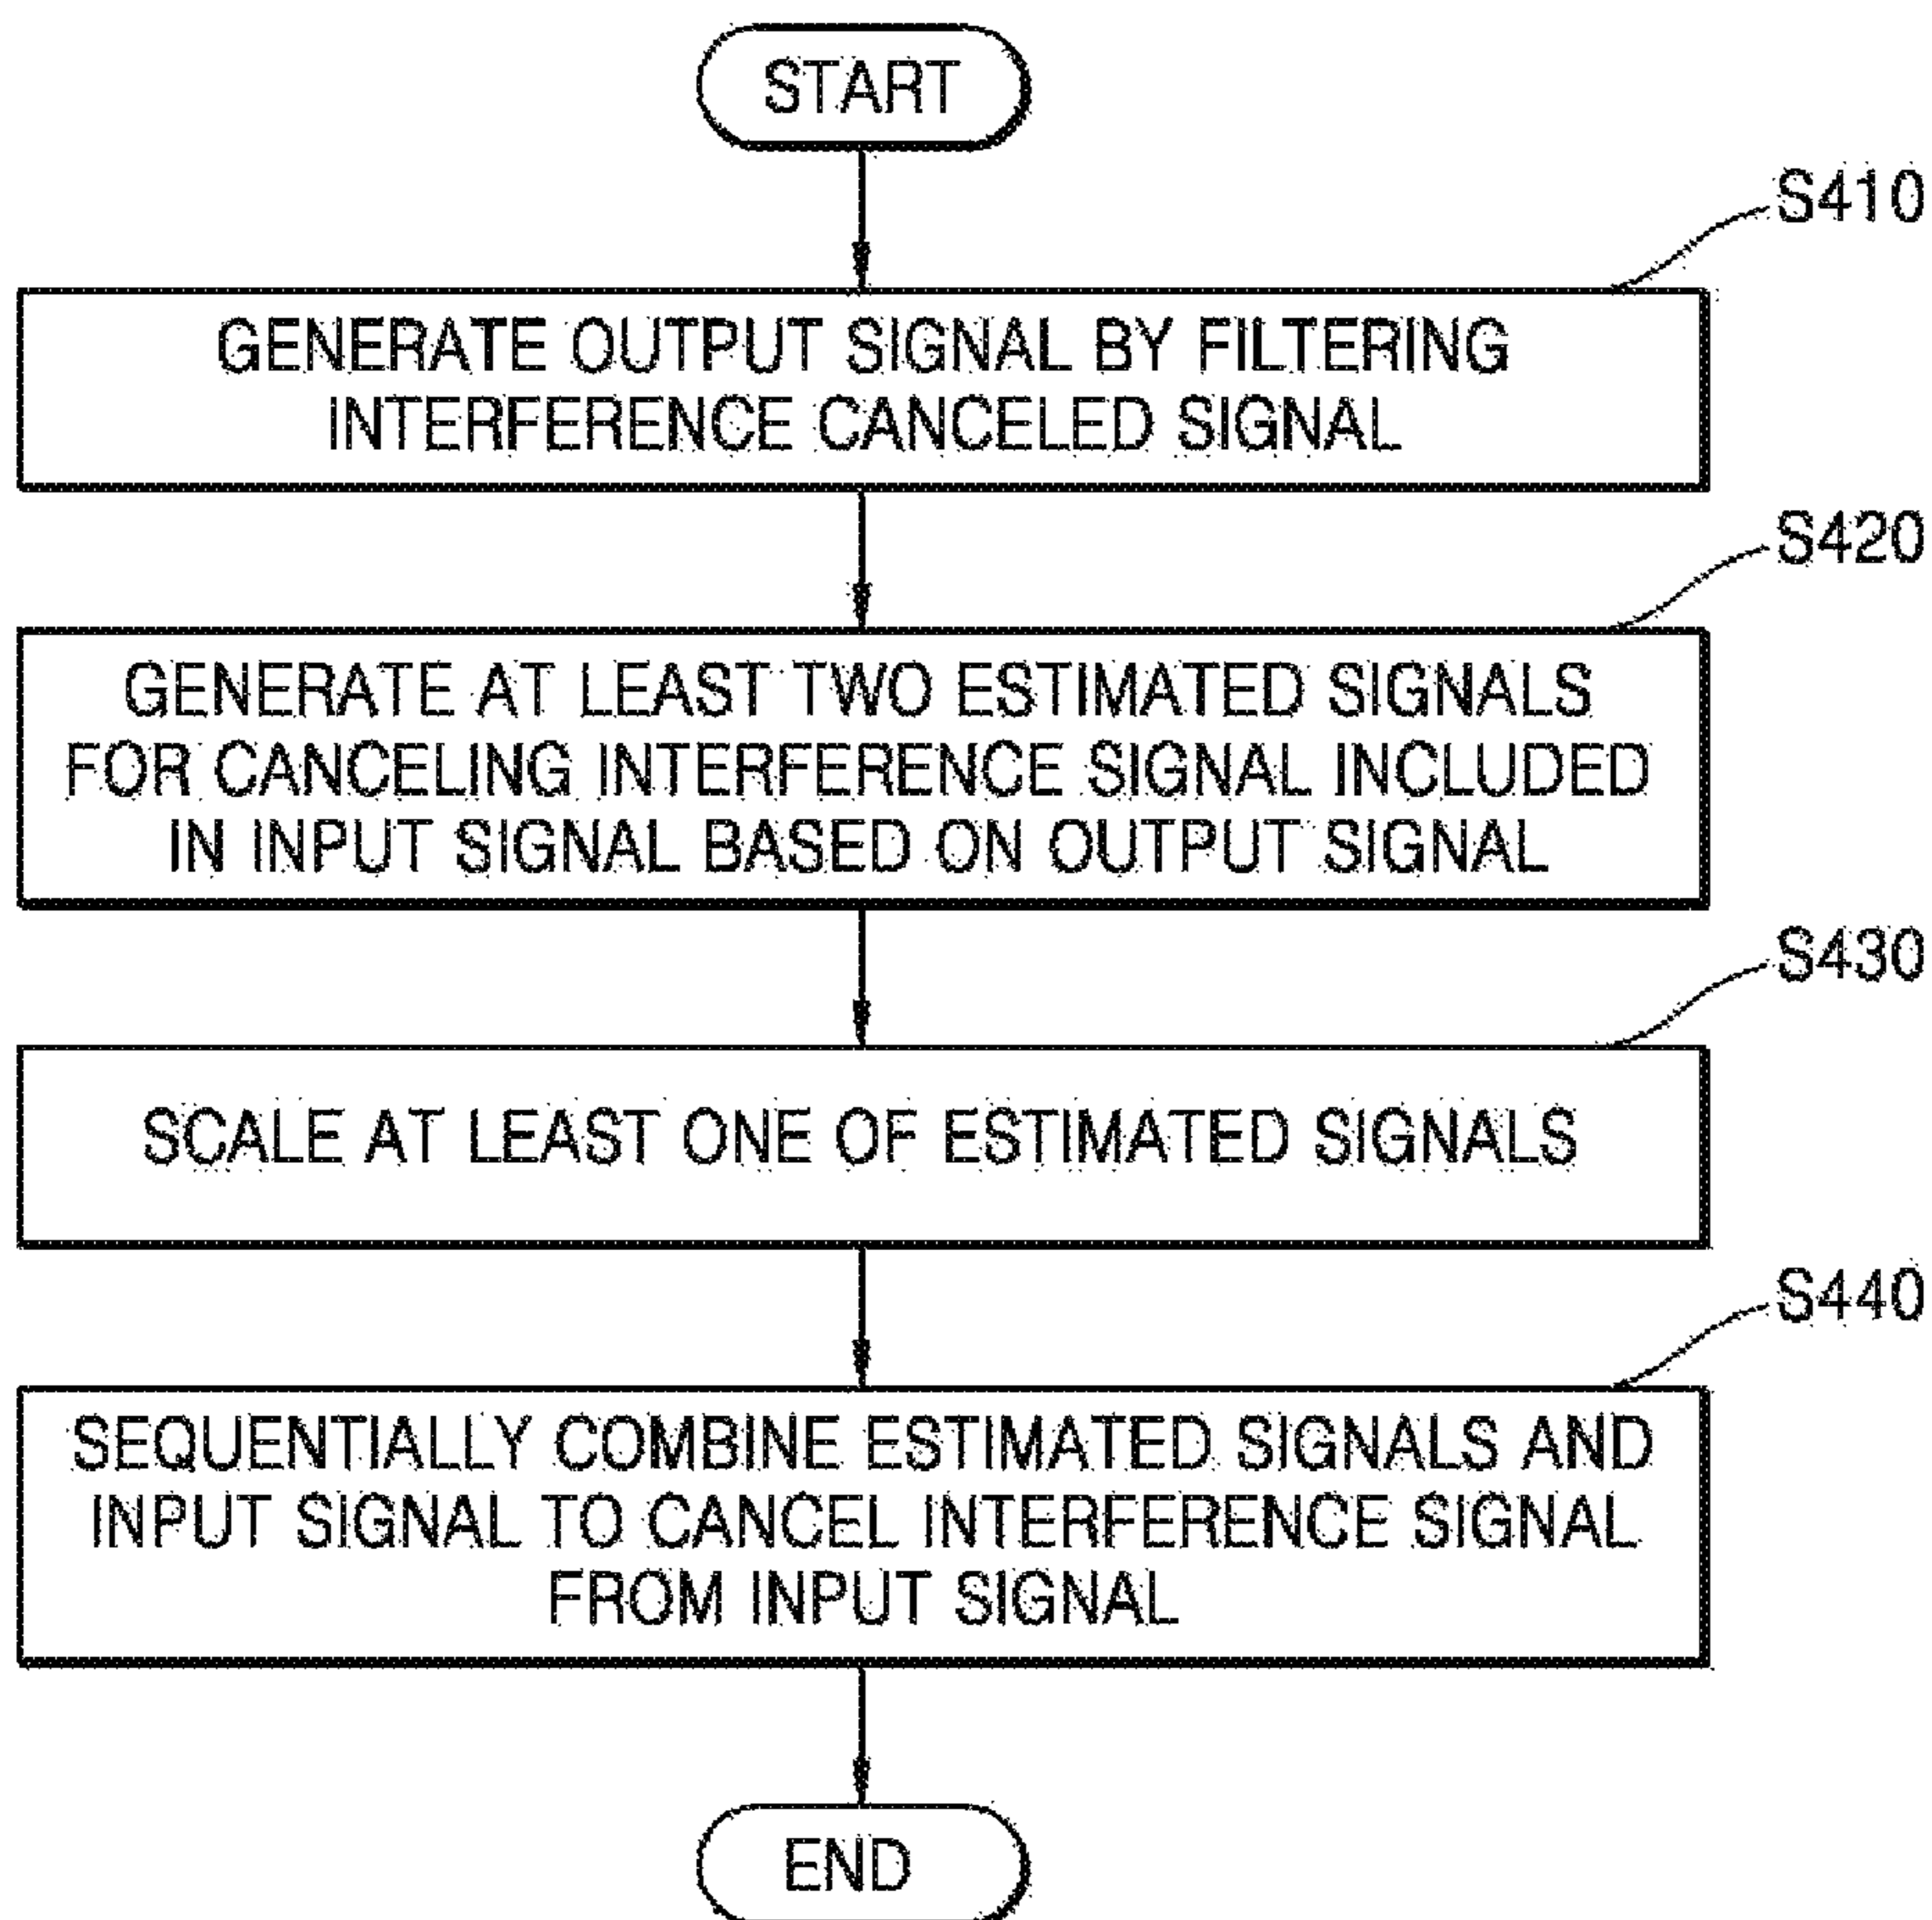 START
S410
GENERATE OUTPUT SIGNAL BY FILTERING
INTERFERENCE CANCELED SIGNAL
S420
GENERATE AT LEAST TWO ESTIMATED SIGNALS
FOR CANCELING INTERFERENCE SIGNAL INCLUDED
IN INPUT SIGNAL BASED ON OUTPUT SIGNAL
S430
SCALE AT LEAST ONE OF ESTIMATED SIGNALS
S440
SEQUENTIALLY COMBINE ESTIMATED SIGNALS AND
INPUT SIGNAL TO CANCEL INTERFERENCE SIGNAL
FROM INPUT SIGNAL
END